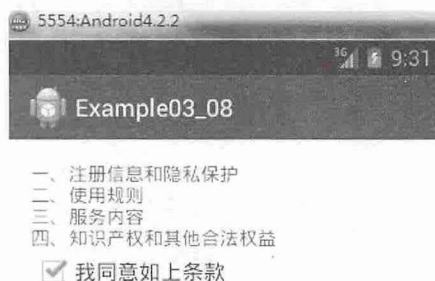 5554:Android4.2.2
3G 9:31
Example03_08
一、注册信息和隐私保护
二、使用规则
三、服务内容
四、知识产权和其他合法权益
我同意如上条款